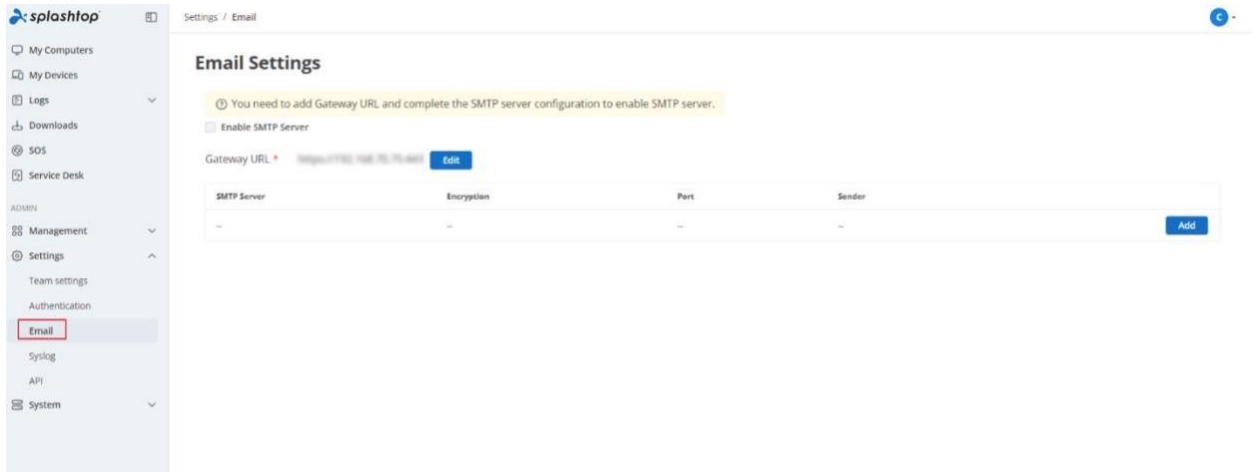 splashtop
Settings / Email
C
My Computers
My Devices
Logs
Downloads
SOS
Service Desk
ADMIN
Management
Settings
Team settings
Authentication
Email
Syslog
API
System
Email Settings
You need to add Gateway URL and complete the SMTP server configuration to enable SMTP server.
Enable SMTP Server
Gateway URL * Edit
SMTP Server Encryption Port Sender
-- -- -- -- Add